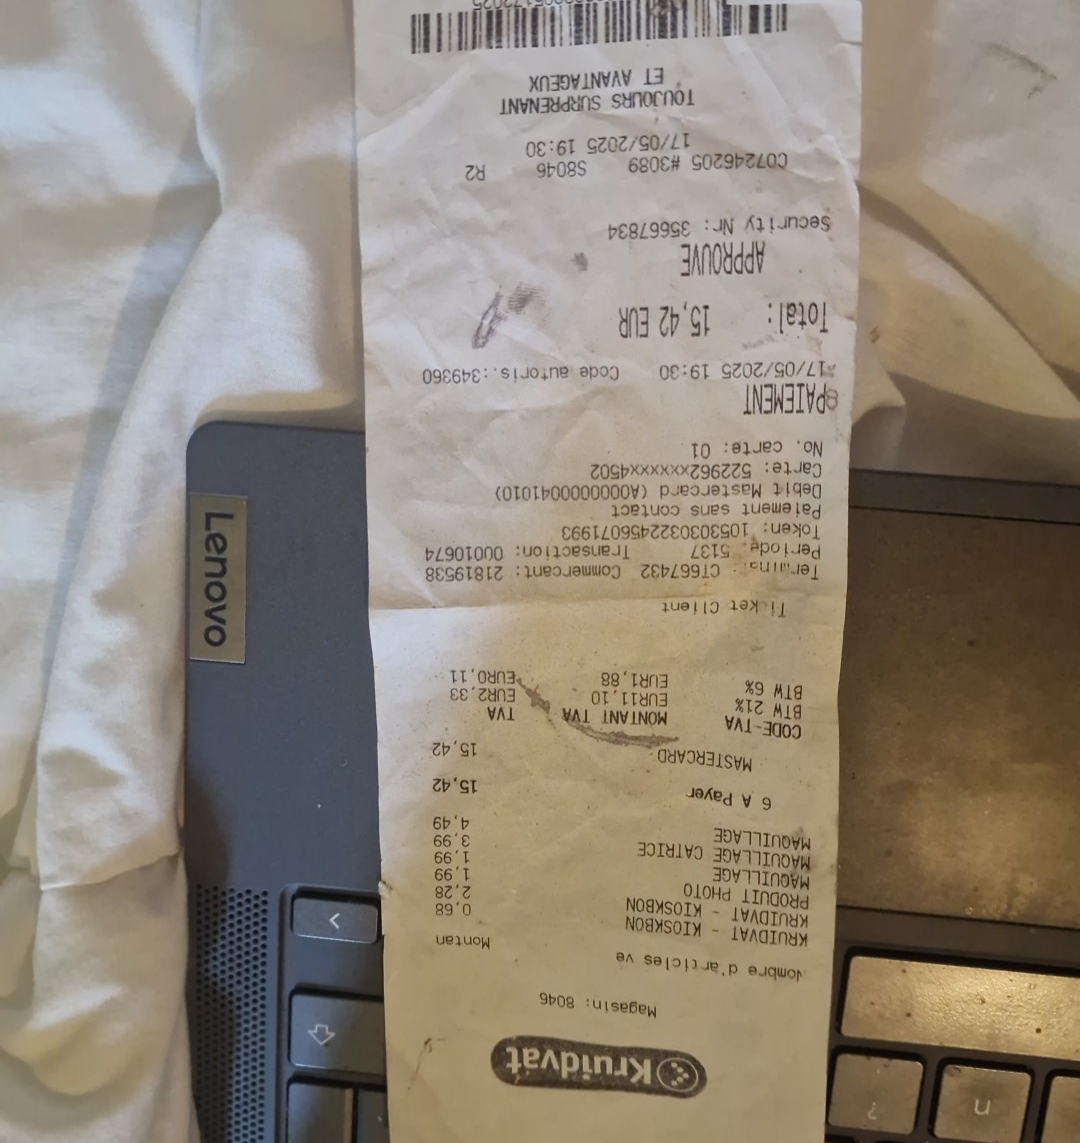 Kruidvat
Magasin: 8046
Nombre d'articles ve Montan
KRUIDVAT - KIOSKBON 0,68
KRUIDVAT - KIOSKBON 2,28
PRODUIT PHOTO 1,99
MAQUILLAGE 1,99
MAQUILLAGE CATRICE 3,99
MAQUILLAGE 4,49
6 A Payer 15,42
MASTERCARD 15,42
CODE-TVA MONTANT TVA TVA
BTW 21% EUR11,10 EUR2,33
BTW 6% EUR1,88 EUR0,11
Ticket Client
Terminal: CT667432 Commercant: 21819538
Periode: 5137 Transaction: 00010674
Token: 1053030322456071993
Paiement sans contact
Debit Mastercard (A0000000041010)
Carte: 522962xxxxxxx4502
No. carte: 01
PAIEMENT
17/05/2025 19:30 Code autoris.:349360
Total: 15,42 EUR
APPROUVE
Security Nr: 35667834
C07246205 #3089 S8046 R2
17/05/2025 19:30
TOUJOURS SURPRENANT
ET AVANTAGEUX
Lenovo
n
?